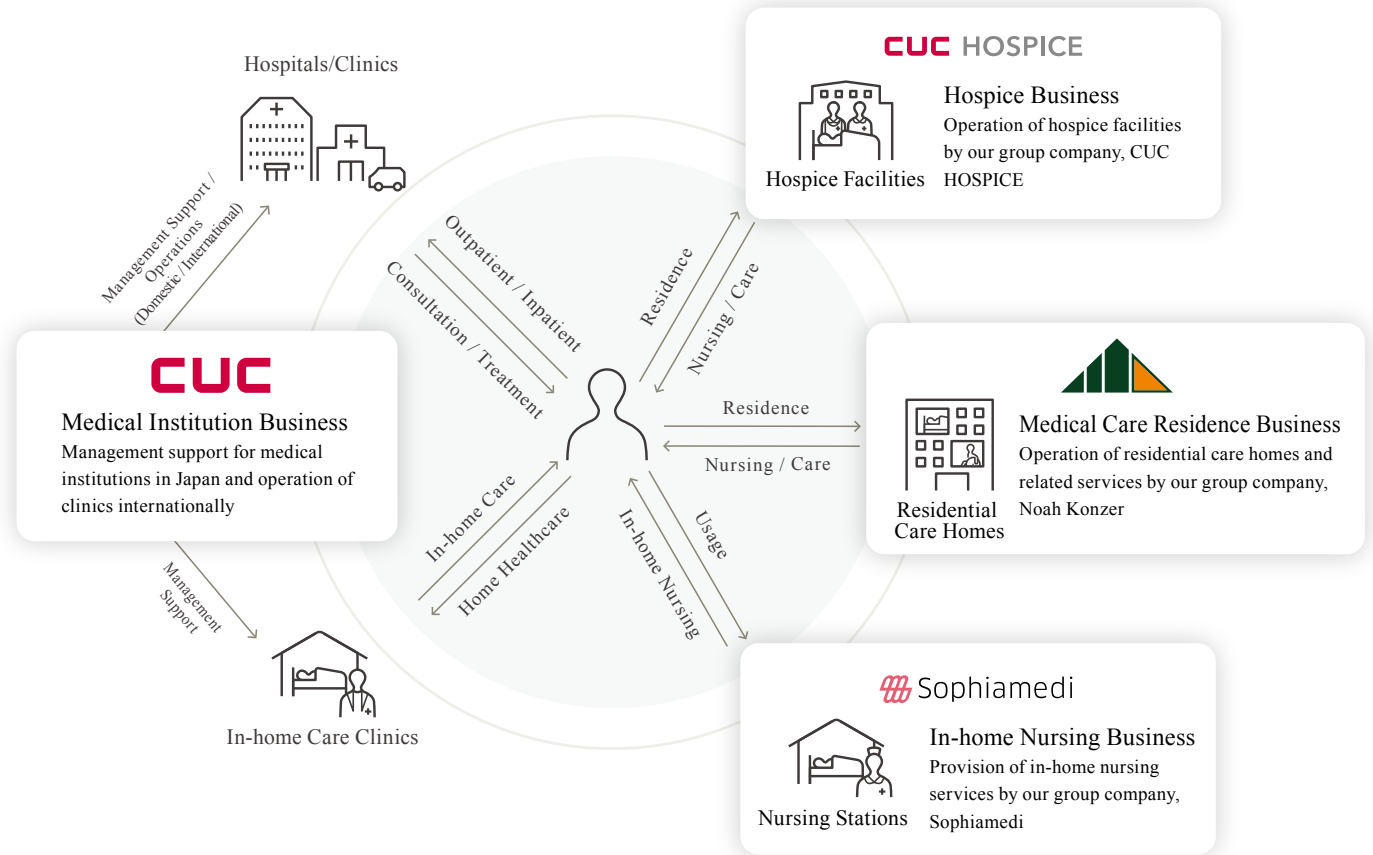 Hospitals/Clinics
Management Support /
Operations
(Domestic / International)
CUC
Medical Institution Business
Management support for medical
institutions in Japan and operation of
clinics internationally
Management
Support
In-home Care Clinics
Outpatient / Inpatient
Consultation / Treatment
In-home Care
Home Healthcare
Residence
Nursing / Care
Residence
Nursing / Care
Usage
In-home Nursing
CUC HOSPICE
Hospice Facilities
Hospice Business
Operation of hospice facilities
by our group company, CUC
HOSPICE
Residential
Care Homes
Medical Care Residence Business
Operation of residential care homes and
related services by our group company,
Noah Konzer
Sophiamedi
Nursing Stations
In-home Nursing Business
Provision of in-home nursing
services by our group company,
Sophiamedi